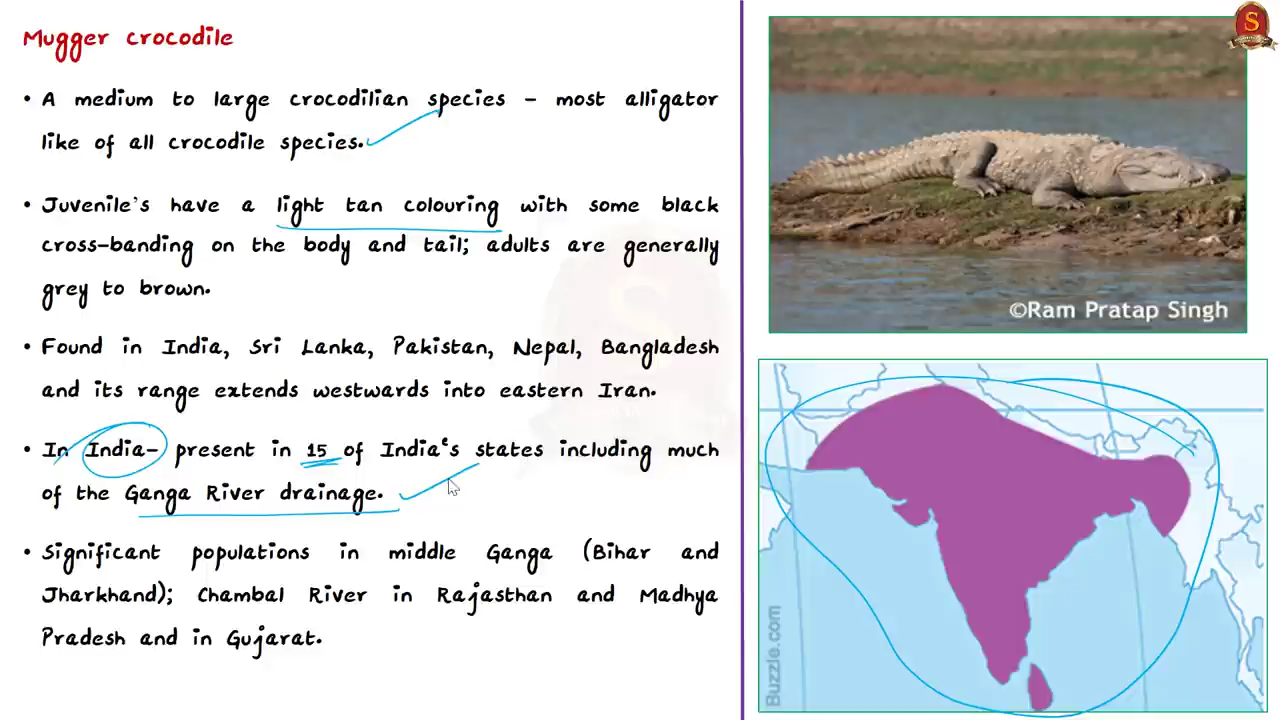 Mugger crocodile
• A medium to large crocodilian species - most alligator
like of all crocodile species.
• Juvenile's have a light tan colouring with some black
cross-banding on the body and tail; adults are generally
grey to brown.
• Found in India, Sri Lanka, Pakistan, Nepal, Bangladesh
and its range extends westwards into eastern Iran.
• In India- present in 15 of India's states including much
of the Ganga River drainage.
• Significant populations in middle Ganga (Bihar and
Jharkhand); Chambal River in Rajasthan and Madhya
Pradesh and in Gujarat.
S
©Ram Pratap Singh
Buzzle.com
S